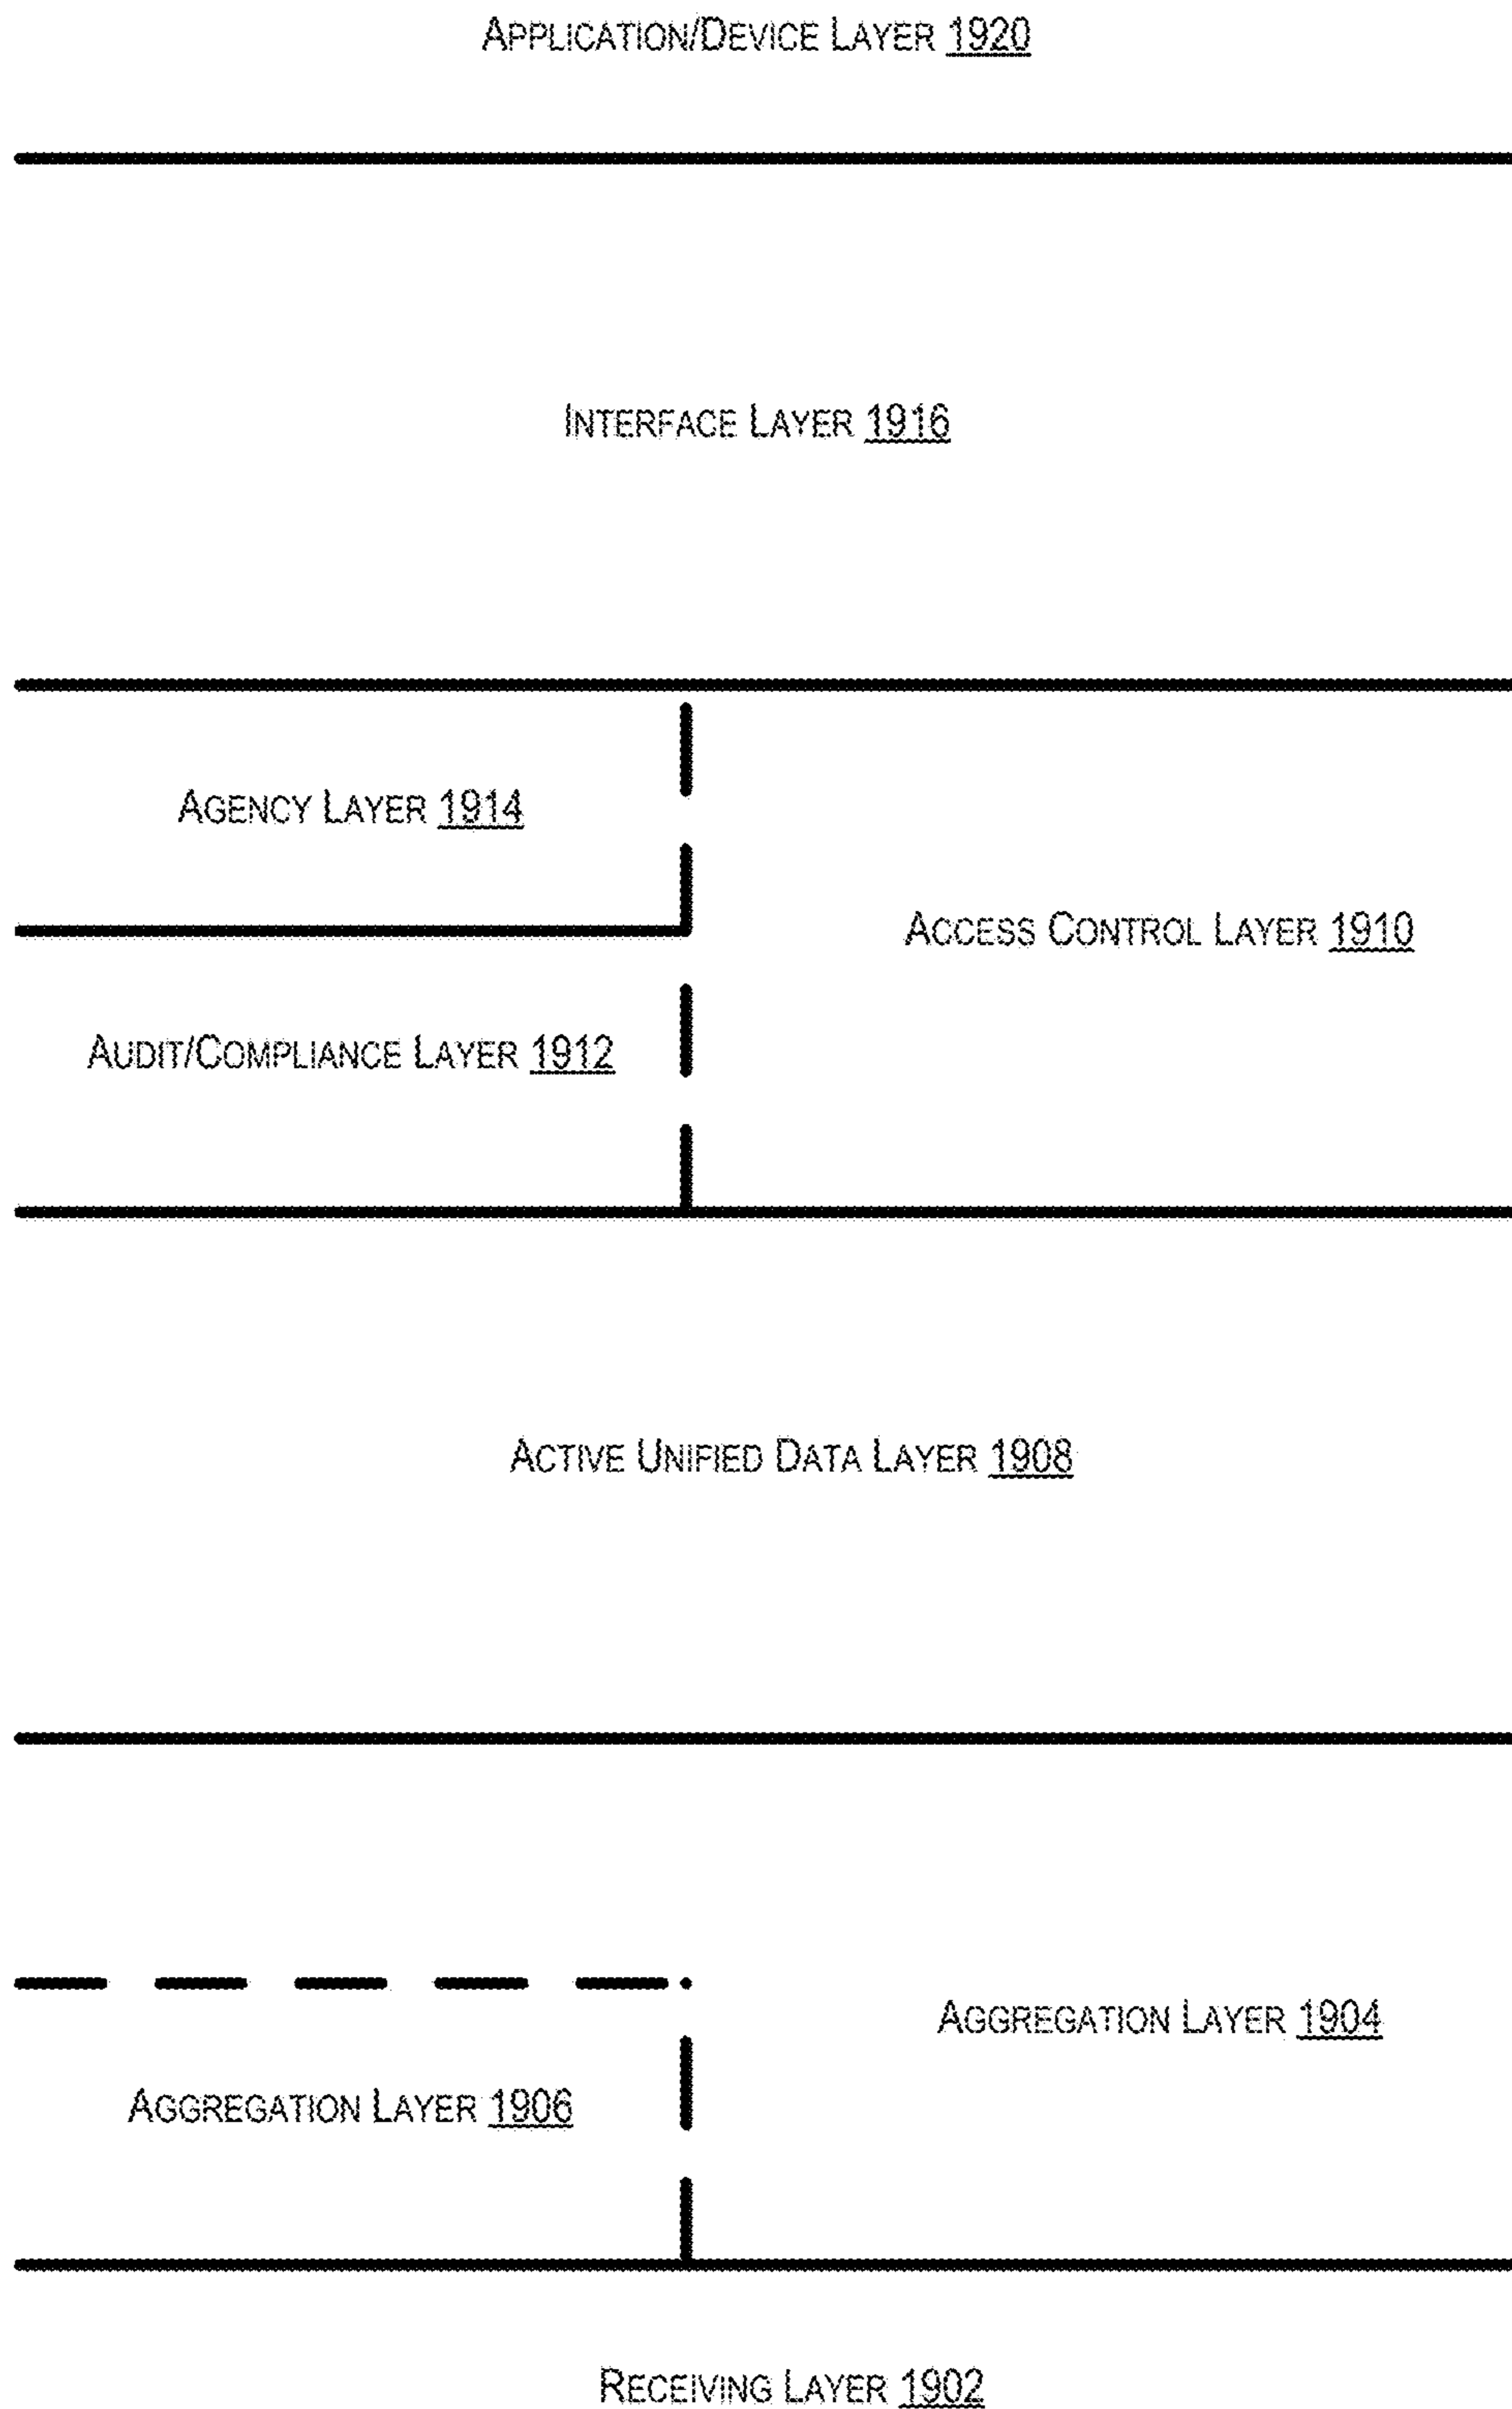 APPLICATION/DEVICE LAYER 1920
INTERFACE LAYER 1916
AGENCY LAYER 1914
ACCESS CONTROL LAYER 1910
AUDIT/COMPLIANCE LAYER 1912
ACTIVE UNIFIED DATA LAYER 1908
AGGREGATION LAYER 1904
AGGREGATION LAYER 1906
RECEIVING LAYER 1902